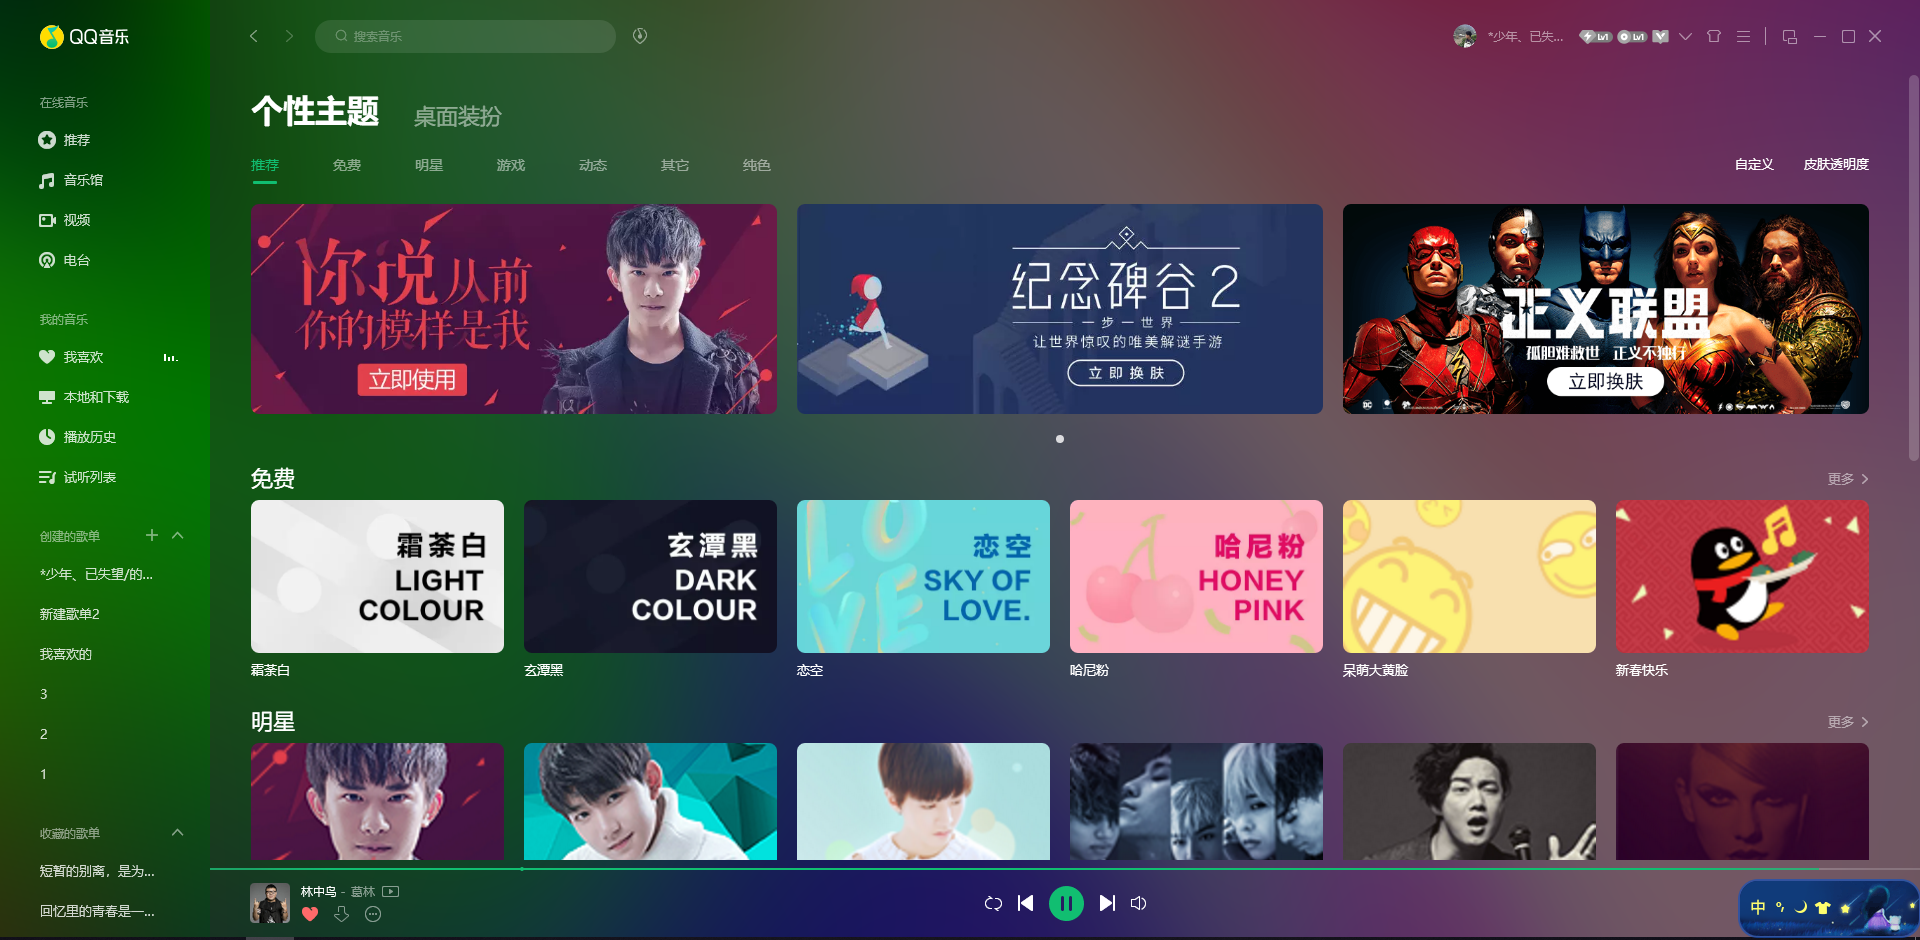 QQ音乐
搜索音乐
*少年、已失...
Lv1
Lv1
在线音乐
推荐
音乐馆
视频
电台
我的音乐
我喜欢
本地和下载
播放历史
试听列表
创建的歌单
*少年、已失望/的...
新建歌单2
我喜欢的
3
2
1
收藏的歌单
短暂的别离，是为...
回忆里的青春是一...
个性主题
桌面装扮
推荐
免费
明星
游戏
动态
其它
纯色
自定义
皮肤透明度
你说从前
你的模样是我
立即使用
纪念碑谷2
一步一世界
让世界惊叹的唯美解谜手游
立即换肤
正义联盟
孤胆难救世 正义不独行
立即换肤
免费
更多
霜荼白
LIGHT
COLOUR
玄潭黑
DARK
COLOUR
恋空
SKY OF
LOVE.
LOVE
哈尼粉
HONEY
PINK
霜荼白
玄潭黑
恋空
哈尼粉
呆萌大黄脸
新春快乐
明星
更多
林中鸟 - 葛林
中